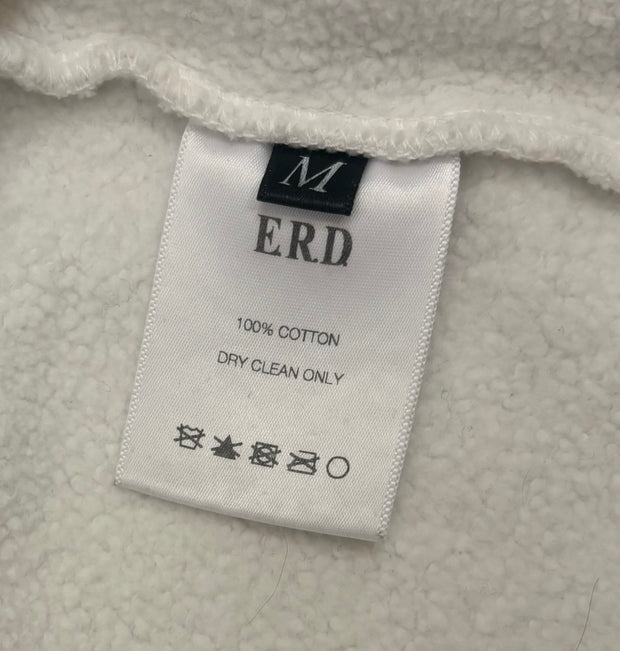 M
E.R.D.
100% COTTON
DRY CLEAN ONLY